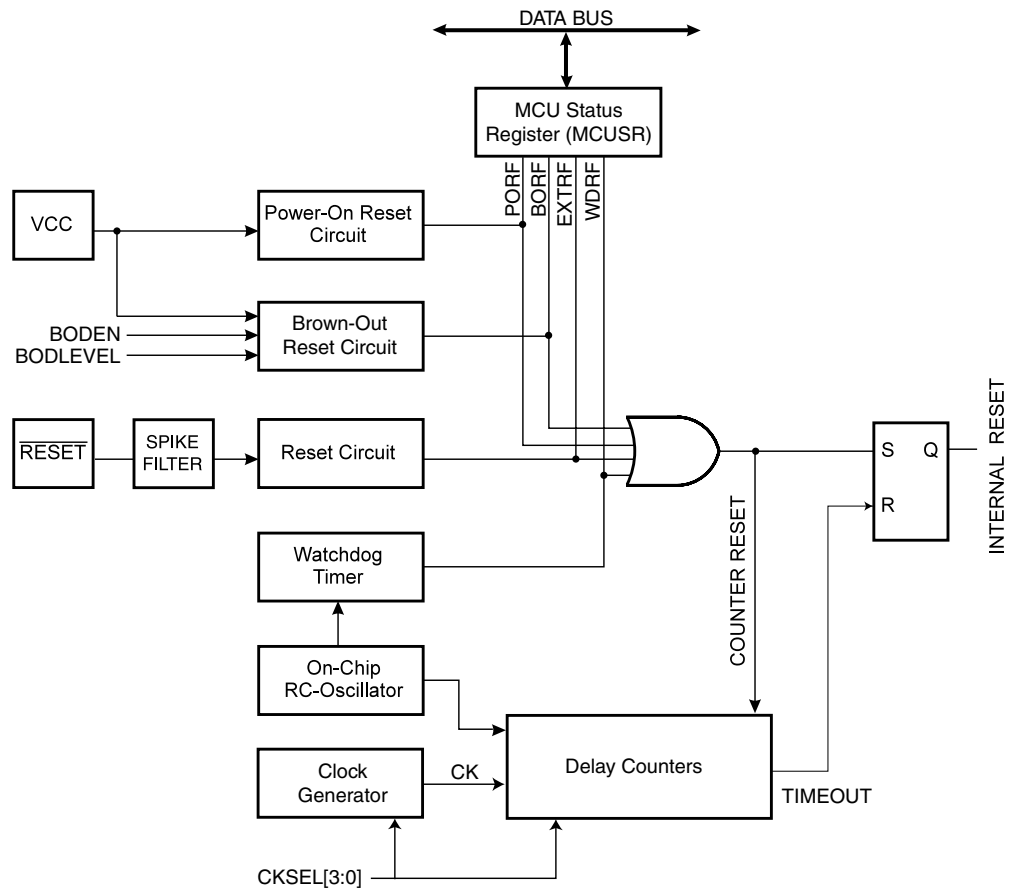 DATA BUS
MCU Status
Register (MCUSR)
PORF
BORF
EXTRF
WDRF
VCC
Power-On Reset
Circuit
BODEN
BODLEVEL
Brown-Out
Reset Circuit
RESET
SPIKE
FILTER
Reset Circuit
S
Q
R
INTERNAL RESET
Watchdog
Timer
COUNTER RESET
On-Chip
RC-Oscillator
Clock
Generator
CK
Delay Counters
TIMEOUT
CKSEL[3:0]